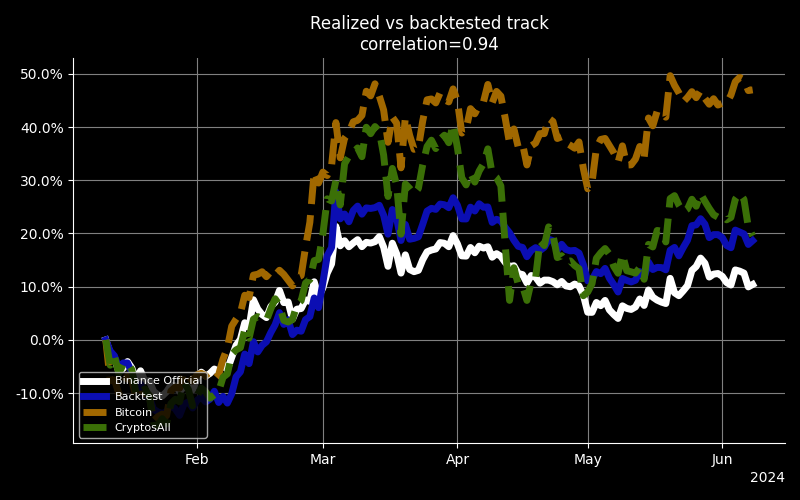 Realized vs backtested track
correlation=0.94
50.0%
40.0%
30.0%
20.0%
10.0%
0.0%
-10.0%
Binance Official
Backtest
Bitcoin
CryptosAll
Feb
Mar
Apr
May
Jun
2024